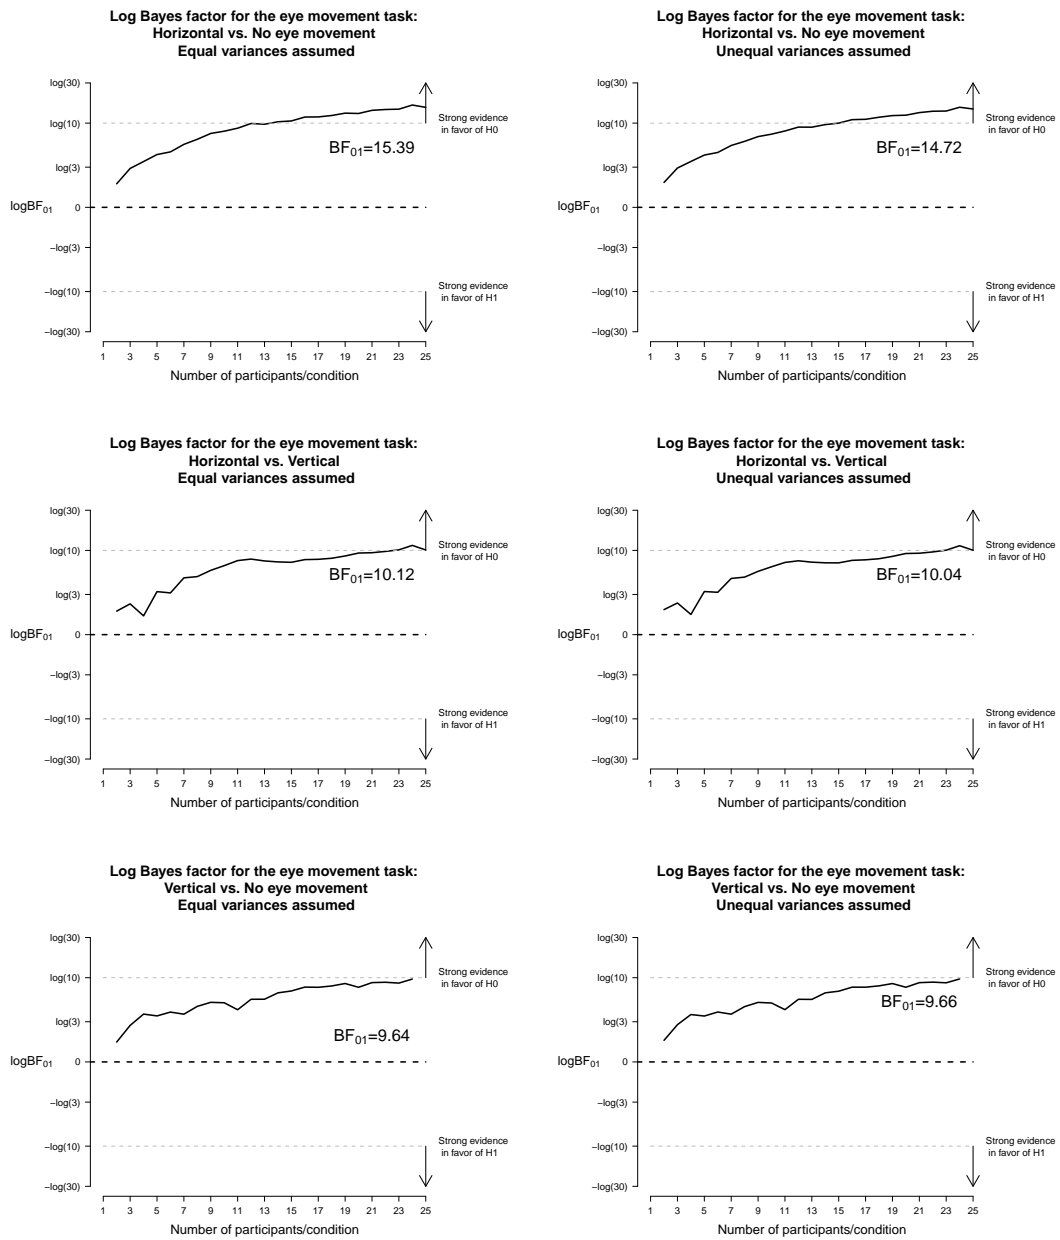 Log Bayes factor for the eye movement task:
Horizontal vs. No eye movement
Equal variances assumed
log(30)
log(10)
log(3)
logBF01 0
−log(3)
−log(10)
−log(30)
Strong evidence
in favor of H0
BF01=15.39
Strong evidence
in favor of H1
1 3 5 7 9 11 13 15 17 19 21 23 25
Number of participants/condition
Log Bayes factor for the eye movement task:
Horizontal vs. No eye movement
Unequal variances assumed
log(30)
log(10)
log(3)
logBF01 0
−log(3)
−log(10)
−log(30)
Strong evidence
in favor of H0
BF01=14.72
Strong evidence
in favor of H1
1 3 5 7 9 11 13 15 17 19 21 23 25
Number of participants/condition
Log Bayes factor for the eye movement task:
Horizontal vs. Vertical
Equal variances assumed
log(30)
log(10)
log(3)
logBF01 0
−log(3)
−log(10)
−log(30)
Strong evidence
in favor of H0
BF01=10.12
Strong evidence
in favor of H1
1 3 5 7 9 11 13 15 17 19 21 23 25
Number of participants/condition
Log Bayes factor for the eye movement task:
Horizontal vs. Vertical
Unequal variances assumed
log(30)
log(10)
log(3)
logBF01 0
−log(3)
−log(10)
−log(30)
Strong evidence
in favor of H0
BF01=10.04
Strong evidence
in favor of H1
1 3 5 7 9 11 13 15 17 19 21 23 25
Number of participants/condition
Log Bayes factor for the eye movement task:
Vertical vs. No eye movement
Equal variances assumed
log(30)
log(10)
log(3)
logBF01 0
−log(3)
−log(10)
−log(30)
Strong evidence
in favor of H0
BF01=9.64
Strong evidence
in favor of H1
1 3 5 7 9 11 13 15 17 19 21 23 25
Number of participants/condition
Log Bayes factor for the eye movement task:
Vertical vs. No eye movement
Unequal variances assumed
log(30)
log(10)
log(3)
logBF01 0
−log(3)
−log(10)
−log(30)
Strong evidence
in favor of H0
BF01=9.66
Strong evidence
in favor of H1
1 3 5 7 9 11 13 15 17 19 21 23 25
Number of participants/condition